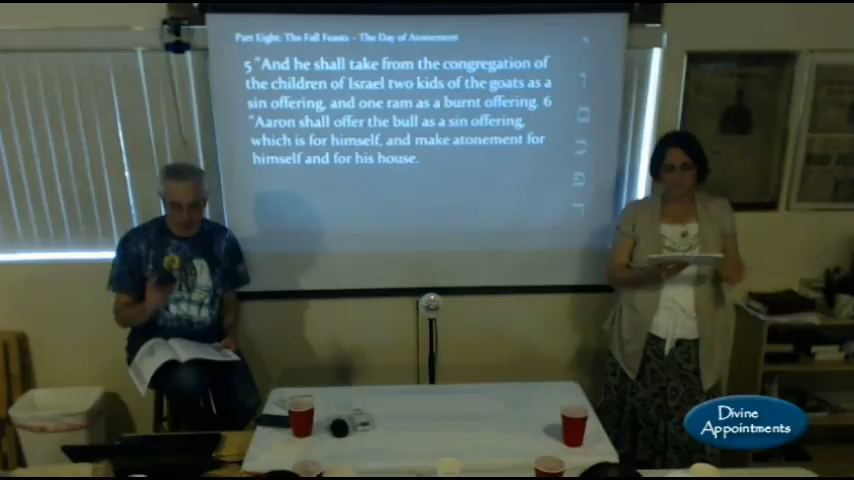 Part Eight: The Fall Feasts - The Day of Atonement
5 "And he shall take from the congregation of
the children of Israel two kids of the goats as a
sin offering, and one ram as a burnt offering. 6
"Aaron shall offer the bull as a sin offering,
which is for himself, and make atonement for
himself and for his house.
Divine
Appointments